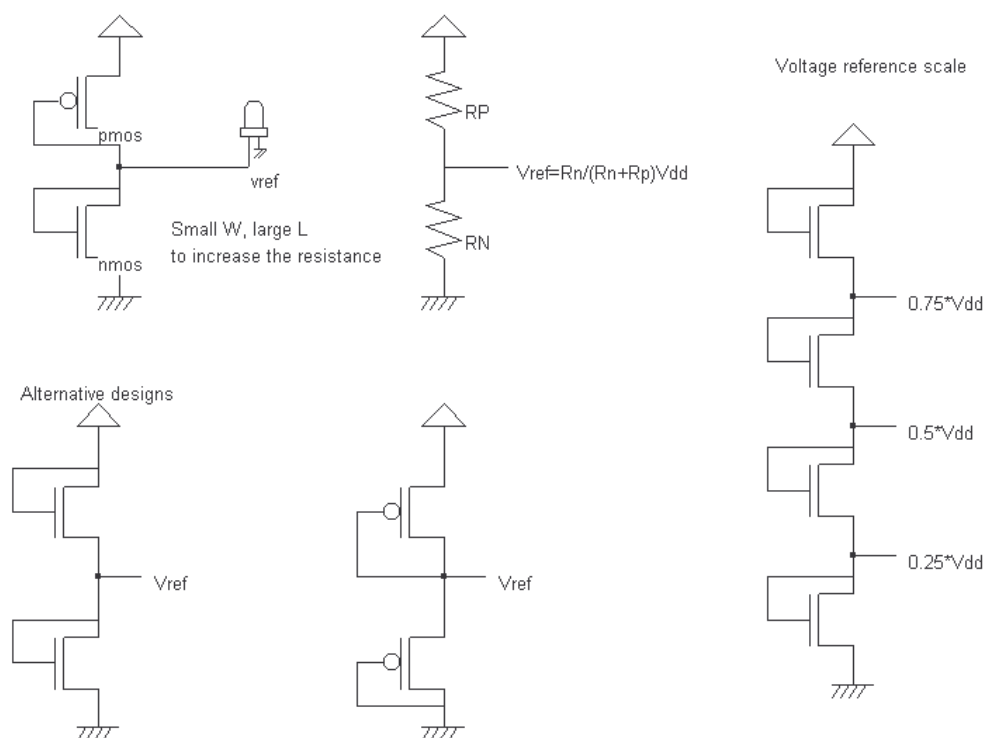 pmos
vref
nmos
Small W, large L
to increase the resistance
RP
Vref=Rn/(Rn+Rp)Vdd
RN
Voltage reference scale
0.75*Vdd
0.5*Vdd
0.25*Vdd
Alternative designs
Vref
Vref